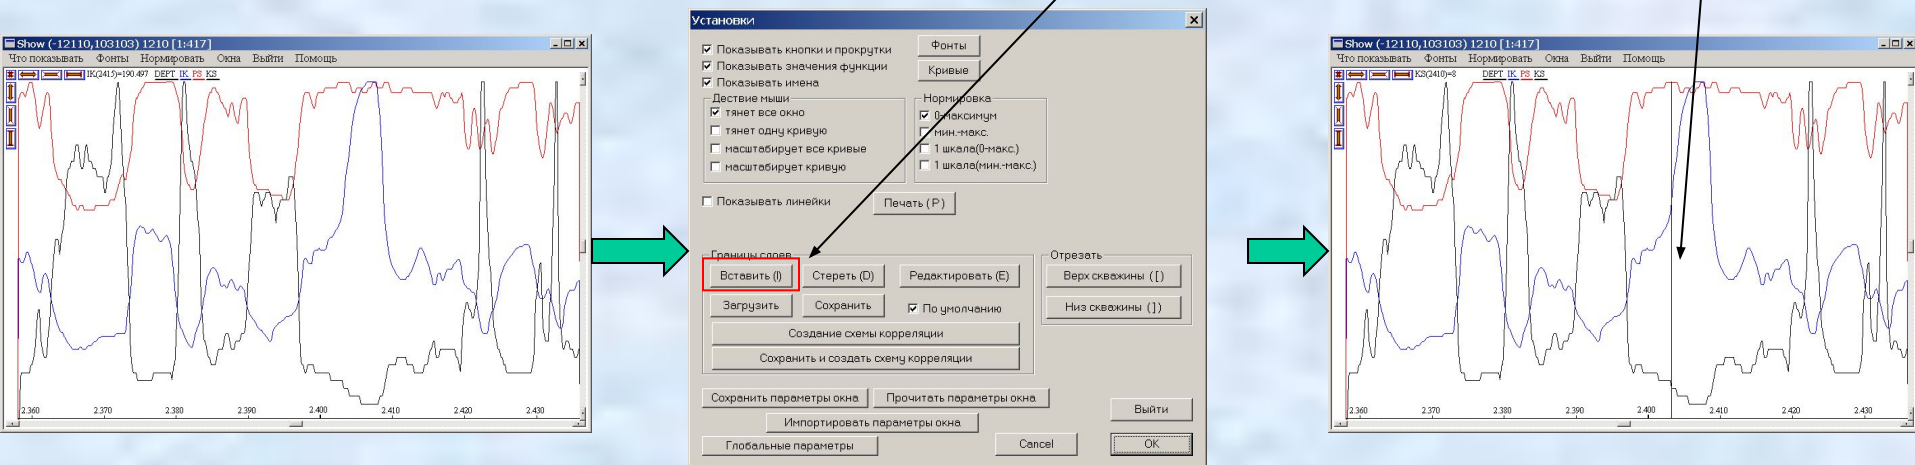 Show (-12110,103103) 1210 [1:417]
Что показывать Фонты Нормировать Окна Выйти Помощь
IK(2415)=190.497 DEPT IK PS KS
2.360 2.370 2.380 2.390 2.400 2.410 2.420 2.430
Установки
Показывать кнопки и прокрутки
Фонты
Показывать значения функции
Кривые
Показывать имена
Дествие мыши
Нормировка
тянет все окно
0-максимум
тянет одну кривую
мин.-макс.
масштабирует все кривые
1 шкала(0-макс.)
масштабирует кривую
1 шкала(мин.-макс.)
Показывать линейки
Печать ( P )
Границы слоев
Отрезать
Вставить (I)
Стереть (D)
Редактировать (E)
Верх скважины ( [ )
Загрузить
Сохранить
По умолчанию
Низ скважины ( ] )
Создание схемы корреляции
Сохранить и создать схему корреляции
Сохранить параметры окна
Прочитать параметры окна
Выйти
Импортировать параметры окна
Глобальные параметры
Cancel
OK
Show (-12110,103103) 1210 [1:417]
Что показывать Фонты Нормировать Окна Выйти Помощь
KS(2410)=8 DEPT IK PS KS
2.360 2.370 2.380 2.390 2.400 2.410 2.420 2.430